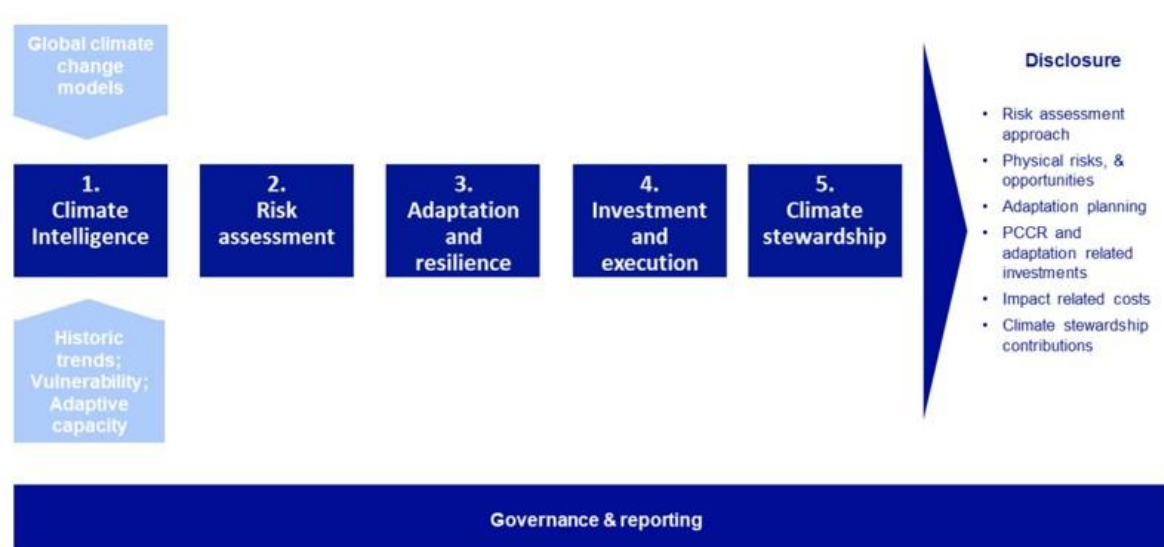 Global climate
change
models
1.
Climate
Intelligence
2.
Risk
assessment
3.
Adaptation
and
resilience
4.
Investment
and
execution
5.
Climate
stewardship
Historic
trends;
Vulnerability;
Adaptive
capacity
Disclosure
• Risk assessment
approach
• Physical risks, &
opportunities
• Adaptation planning
• PCCR and
adaptation related
investments
• Impact related costs
• Climate stewardship
contributions
Governance & reporting